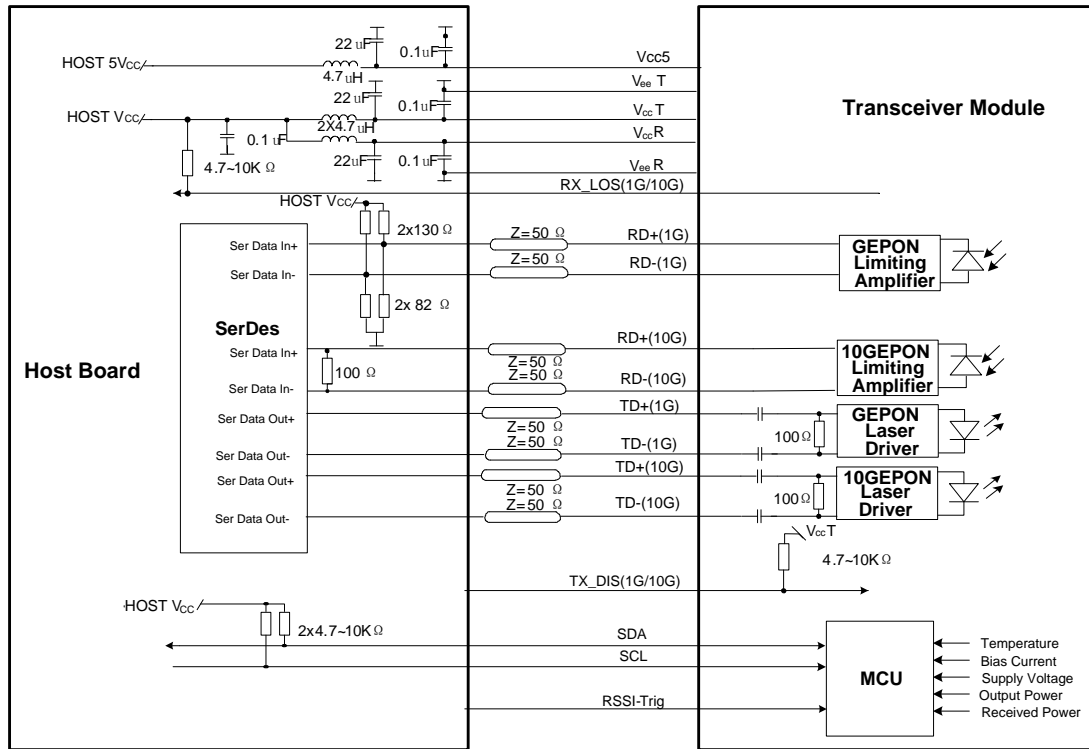 22 uF
0.1uF
HOST 5Vcc
Vcc5
4.7uH
Vee T
22 uF
0.1uF
Transceiver Module
HOST Vcc
Vcc T
2X4.7uH
0.1 uF
Vcc R
4.7~10K Ω
22uF
0.1uF
Vee R
RX_LOS(1G/10G)
HOST Vcc
2x130 Ω
Z=50 Ω
RD+(1G)
Ser Data In+
GEPON
Limiting
Amplifier
Z=50 Ω
RD-(1G)
Ser Data In-
2x 82 Ω
SerDes
RD+(10G)
Ser Data In+
Z=50 Ω
Z=50 Ω
10GEPON
Limiting
Amplifier
Host Board
100 Ω
RD-(10G)
Ser Data In-
TD+(1G)
Ser Data Out+
Z=50 Ω
Z=50 Ω
100Ω
GEPON
Laser
Driver
TD-(1G)
Ser Data Out-
TD+(10G)
Ser Data Out+
Z=50 Ω
Z=50 Ω
100Ω
10GEPON
Laser
Driver
TD-(10G)
Ser Data Out-
VccT
4.7~10K Ω
TX_DIS(1G/10G)
HOST Vcc
2x4.7~10K Ω
SDA
SCL
RSSI-Trig
MCU
Temperature
Bias Current
Supply Voltage
Output Power
Received Power